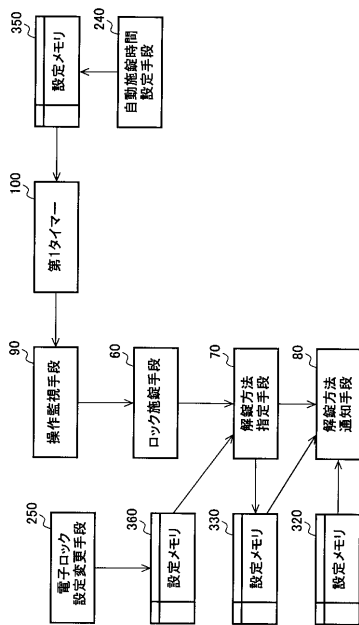 350
設定メモリ
240
自動施錠時間
設定手段
100
第1タイマー
90
操作監視手段
60
ロック施錠手段
70
解錠方法
指定手段
80
解錠方法
通知手段
250
電子ロック
設定変更手段
360
設定メモリ
330
設定メモリ
320
設定メモリ